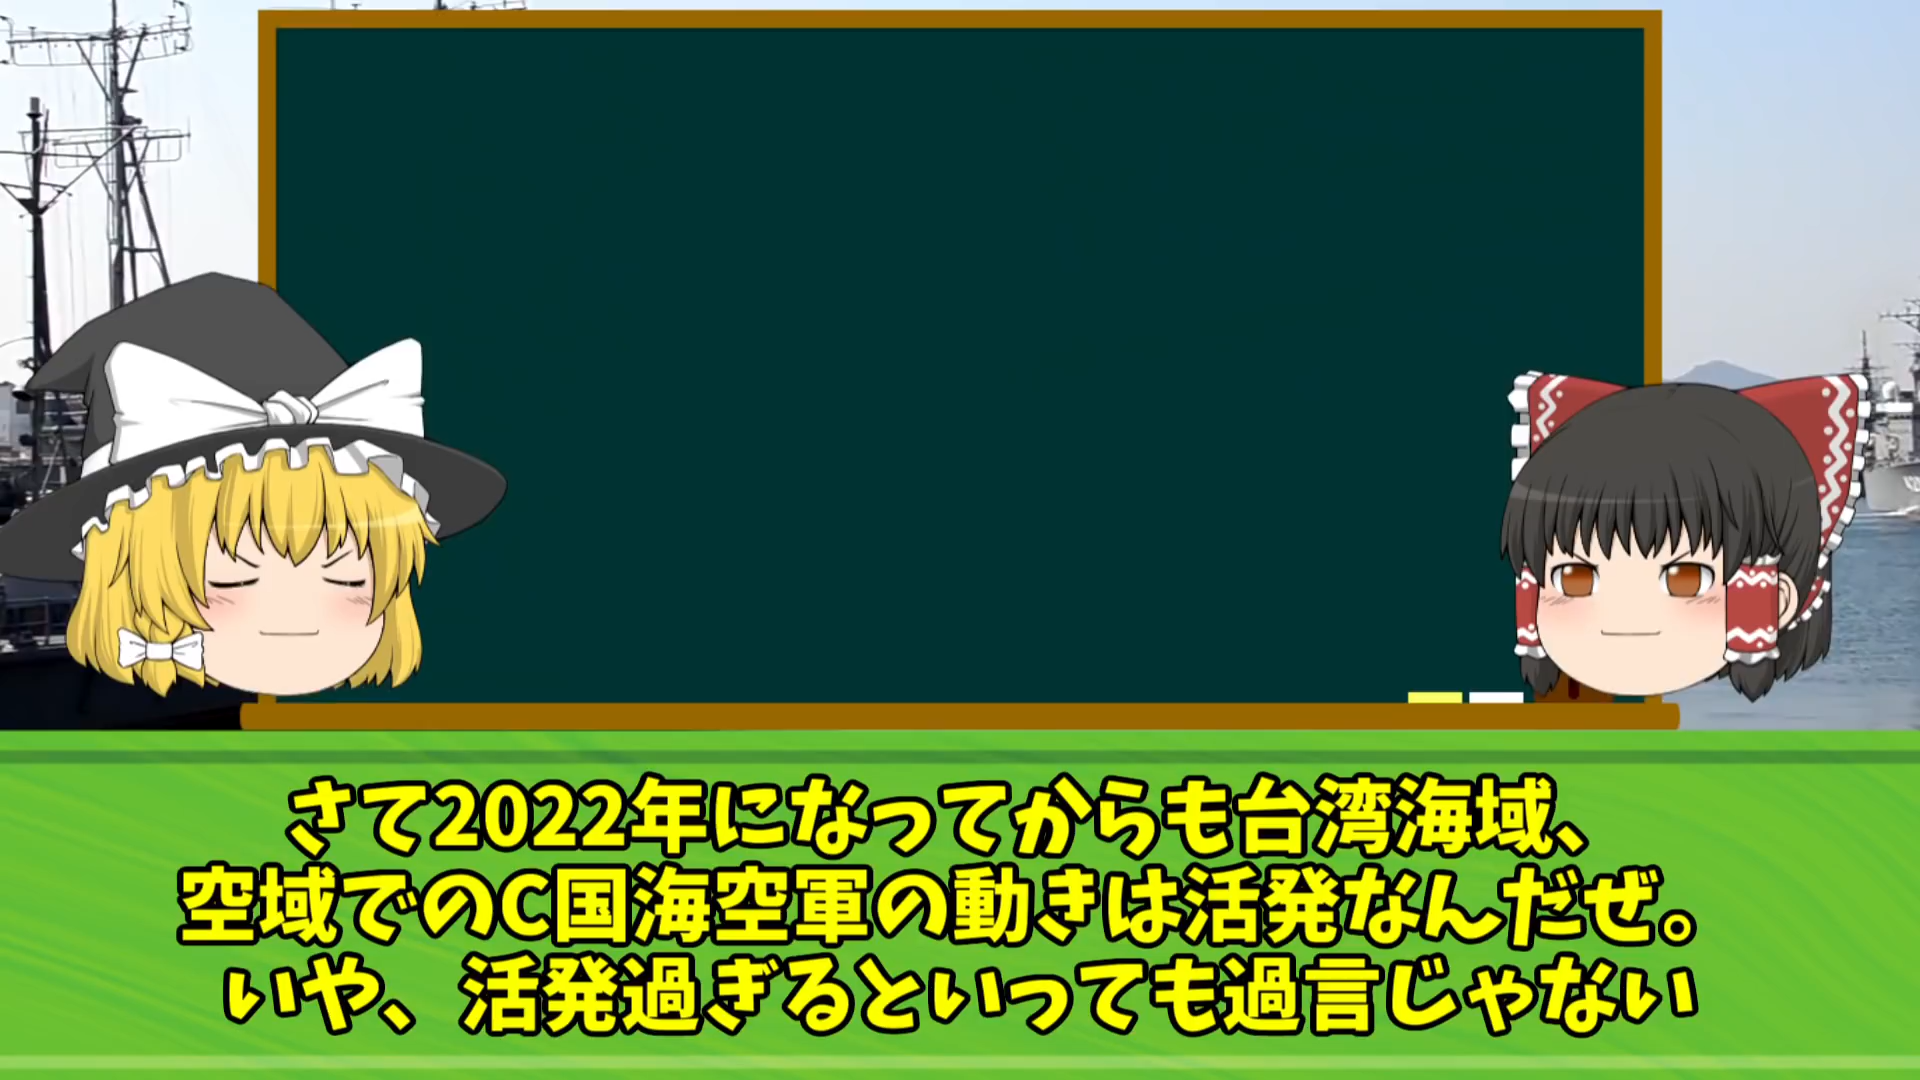 さて2022年になってからも台湾海域、
空域でのC国海空軍の動きは活発なんだぜ。
いや、活発過ぎるといっても過言じゃない